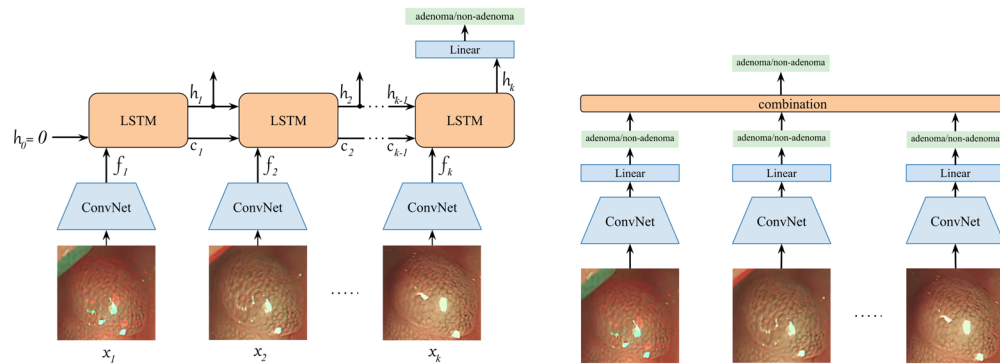 adenoma/non-adenoma
Linear
h_k
h_1
h_2
h_{k-1}
LSTM
LSTM
LSTM
h_0=0
c_1
c_2
c_{k-1}
f_1
f_2
f_k
ConvNet
ConvNet
ConvNet
.....
x_1
x_2
x_k
adenoma/non-adenoma
combination
adenoma/non-adenoma
adenoma/non-adenoma
adenoma/non-adenoma
Linear
Linear
Linear
ConvNet
ConvNet
ConvNet
.....